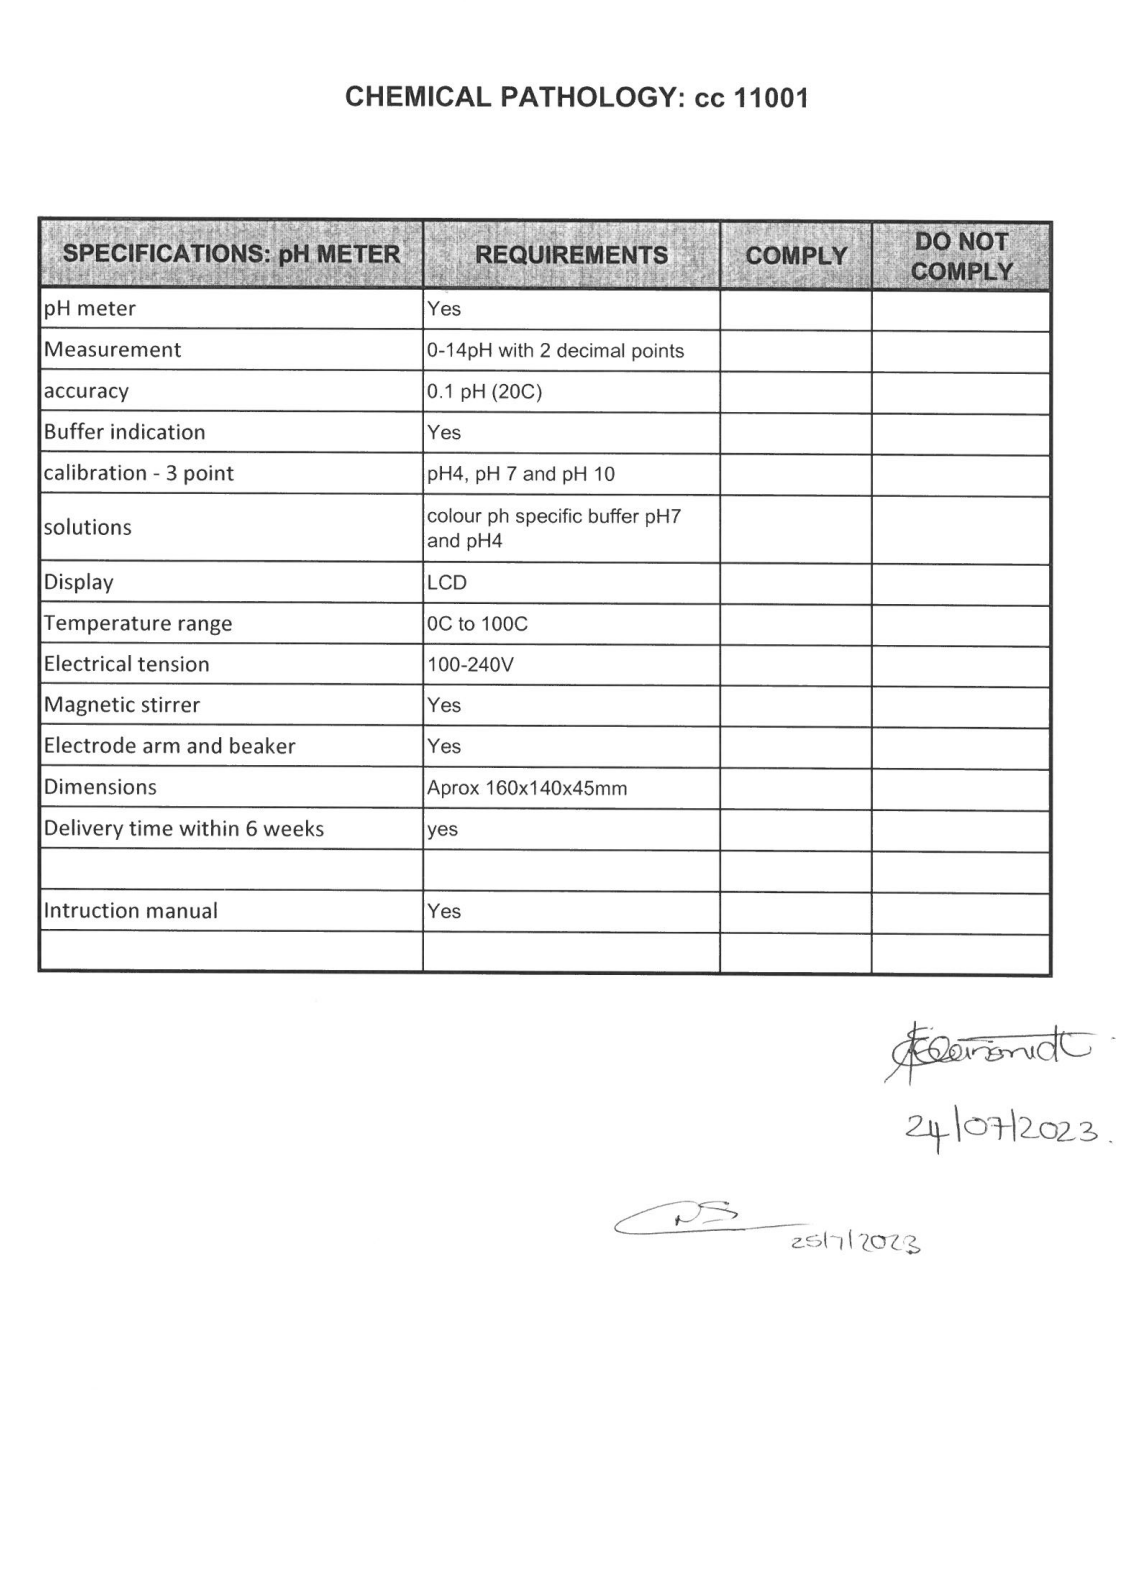 CHEMICAL PATHOLOGY: cc 11001
SPECIFICATIONS: pH METER REQUIREMENTS COMPLY DO NOT COMPLY
pH meter Yes
Measurement 0-14pH with 2 decimal points
accuracy 0.1 pH (20C)
Buffer indication Yes
calibration - 3 point pH4, pH 7 and pH 10
solutions colour ph specific buffer pH7
and pH4
Display LCD
Temperature range 0C to 100C
Electrical tension 100-240V
Magnetic stirrer Yes
Electrode arm and beaker Yes
Dimensions Aprox 160x140x45mm
Delivery time within 6 weeks yes
Intruction manual Yes
24/07/2023.
25/7/2023